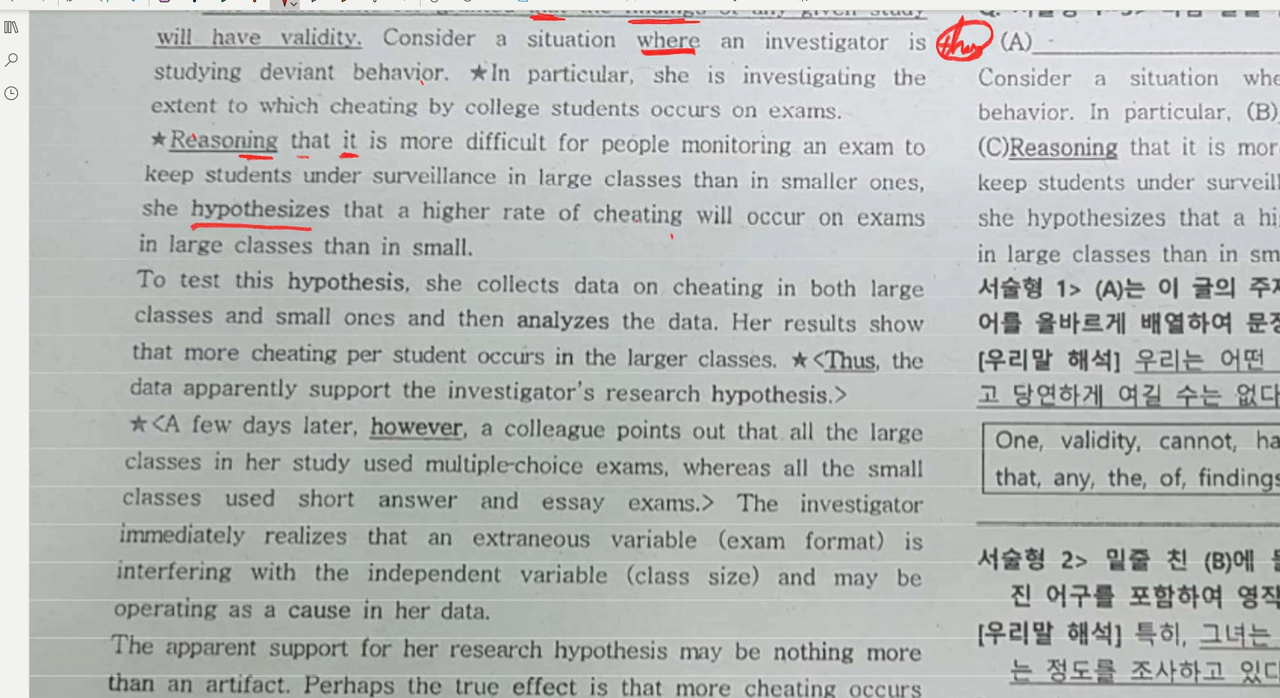 will have validity. Consider a situation where an investigator is
studying deviant behavior. ★In particular, she is investigating the
extent to which cheating by college students occurs on exams.
★Reasoning that it is more difficult for people monitoring an exam to
keep students under surveillance in large classes than in smaller ones,
she hypothesizes that a higher rate of cheating will occur on exams
in large classes than in small.
To test this hypothesis, she collects data on cheating in both large
classes and small ones and then analyzes the data. Her results show
that more cheating per student occurs in the larger classes. ★<Thus, the
data apparently support the investigator's research hypothesis.>
★<A few days later, however, a colleague points out that all the large
classes in her study used multiple-choice exams, whereas all the small
classes used short answer and essay exams.> The investigator
immediately realizes that an extraneous variable (exam format) is
interfering with the independent variable (class size) and may be
operating as a cause in her data.
The apparent support for her research hypothesis may be nothing more
than an artifact. Perhaps the true effect is that more cheating occurs
(A)
Consider a situation whe
behavior. In particular, (B)
(C)Reasoning that it is mor
keep students under surveill
she hypothesizes that a hi
in large classes than in sm
서술형 1> (A)는 이 글의 주제
어를 올바르게 배열하여 문장
[우리말 해석] 우리는 어떤
고 당연하게 여길 수는 없다
One, validity, cannot, ha
that, any, the, of, findings
서술형 2> 밑줄 친 (B)에 들
진 어구를 포함하여 영작
[우리말 해석] 특히, 그녀는
는 정도를 조사하고 있다